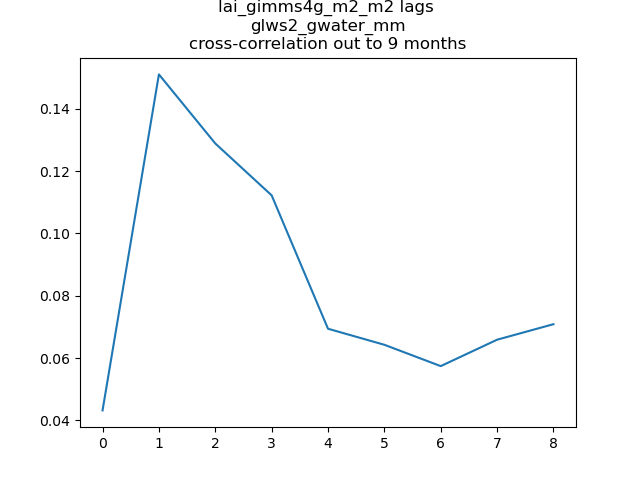 lai_gimms4g_m2_m2 lags
glws2_gwater_mm
cross-correlation out to 9 months
0.14
0.12
0.10
0.08
0.06
0.04
0 1 2 3 4 5 6 7 8